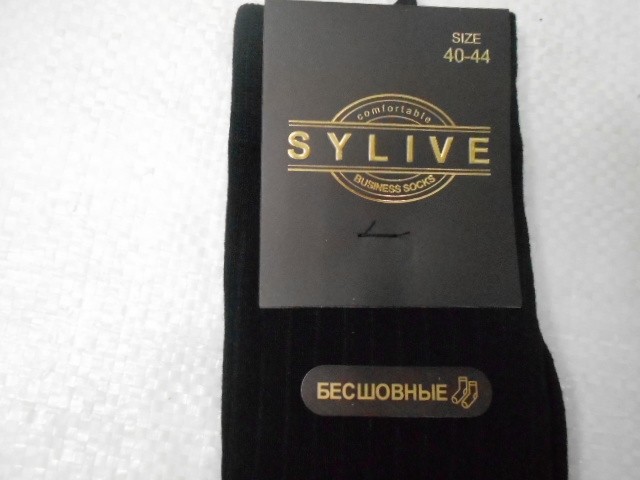 SIZE
40-44
comfortable
SYLIVE
BUSINESS SOCKS
БЕСШОВНЫЕ